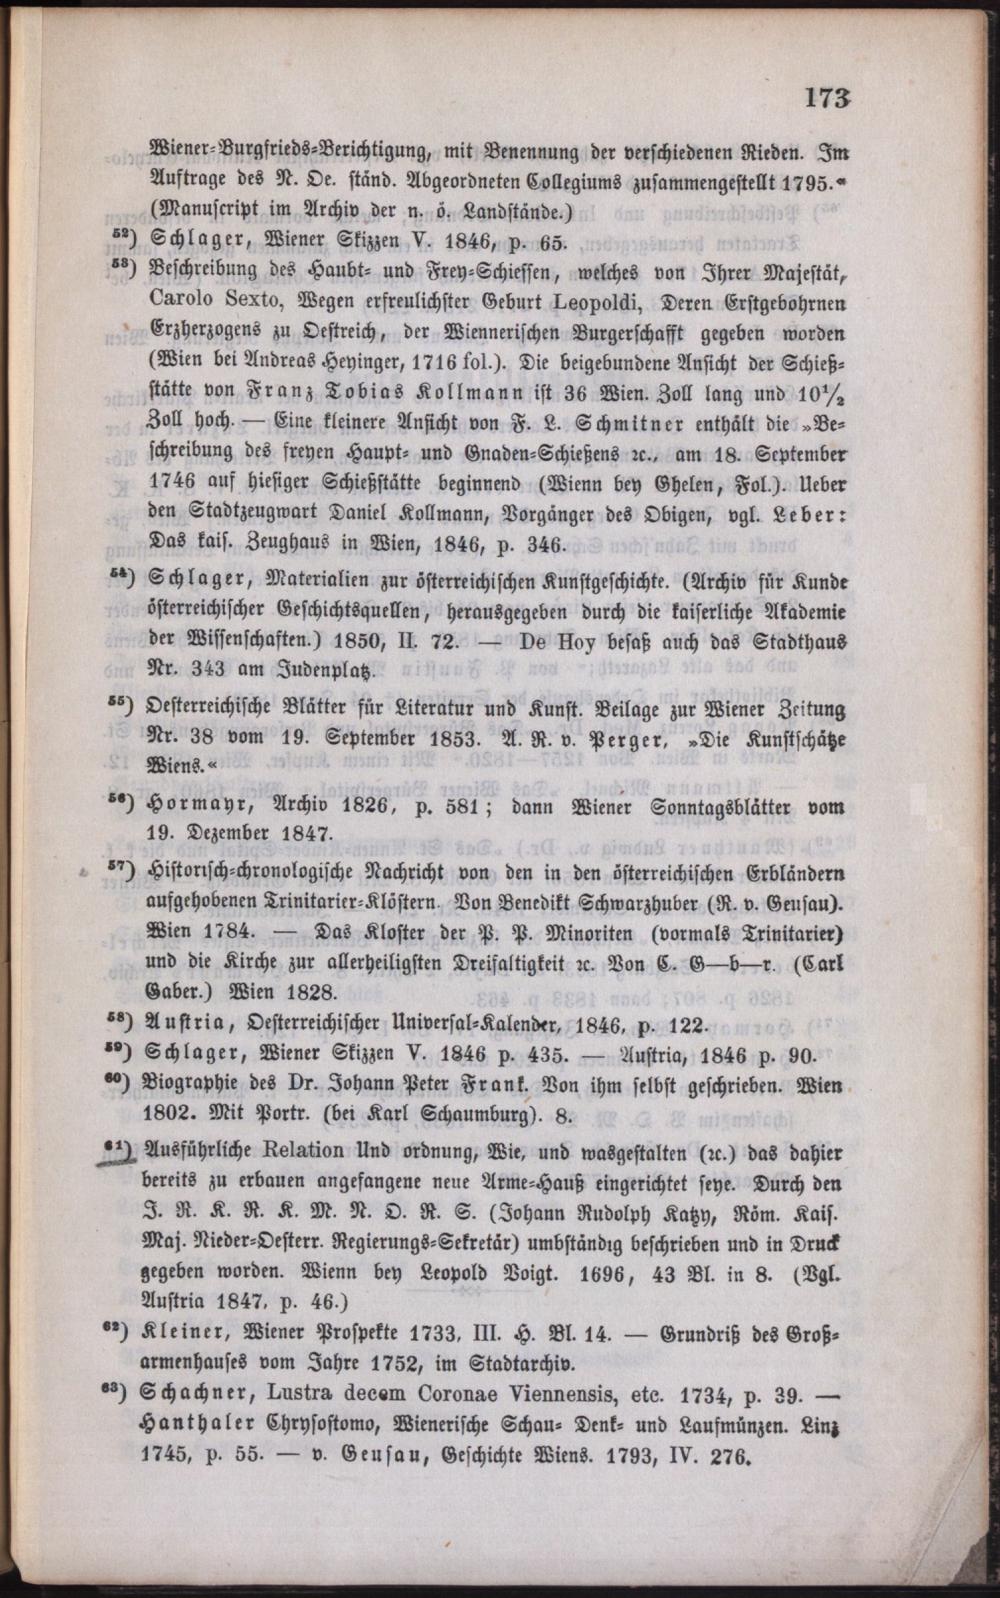 173
Wiener-Burgfrieds-Berichtigung, mit Benennung der verschiedenen Rieden. Im
Auftrage des N. Oe. ständ. Abgeordneten Collegiums zusammengestellt 1795.«
(Manuscript im Archiv der n. ö. Landstände.)
52) Schlager, Wiener Skizzen V. 1846, p. 65.
53) Beschreibung des Haubt- und Frey-Schiessen, welches von Ihrer Majestät,
Carolo Sexto, Wegen erfreulichster Geburt Leopoldi, Deren Erstgebohrnen
Erzherzogens zu Oestreich, der Wiennerischen Burgerschafft gegeben worden
(Wien bei Andreas Heyinger, 1716 fol.). Die beigebundene Ansicht der Schieß-
stätte von Franz Tobias Kollmann ist 36 Wien. Zoll lang und 10½
Zoll hoch. — Eine kleinere Ansicht von F. L. Schmitner enthält die »Be-
schreibung des freyen Haupt- und Gnaden-Schießens ꝛc., am 18. September
1746 auf hiesiger Schießstätte beginnend (Wienn bey Ghelen, Fol.). Ueber
den Stadtzeugwart Daniel Kollmann, Vorgänger des Obigen, vgl. Leber:
Das kais. Zeughaus in Wien, 1846, p. 346.
54) Schlager, Materialien zur österreichischen Kunstgeschichte. (Archiv für Kunde
österreichischer Geschichtsquellen, herausgegeben durch die kaiserliche Akademie
der Wissenschaften.) 1850, II. 72. — De Hoy besaß auch das Stadthaus
Nr. 343 am Judenplatz.
55) Oesterreichische Blätter für Literatur und Kunst. Beilage zur Wiener Zeitung
Nr. 38 vom 19. September 1853. A. R. v. Perger, »Die Kunstschätze
Wiens.«
56) Hormayr, Archiv 1826, p. 581; dann Wiener Sonntagsblätter vom
19. Dezember 1847.
57) Historisch-chronologische Nachricht von den in den österreichischen Erbländern
aufgehobenen Trinitarier-Klöstern. Von Benedikt Schwarzhuber (R. v. Geusau).
Wien 1784. — Das Kloster der P. P. Minoriten (vormals Trinitarier)
und die Kirche zur allerheiligsten Dreifaltigkeit ꝛc. Von C. G—b—r. (Carl
Gaber.) Wien 1828.
58) Austria, Oesterreichischer Universal-Kalender, 1846, p. 122.
59) Schlager, Wiener Skizzen V. 1846 p. 435. — Austria, 1846 p. 90.
60) Biographie des Dr. Johann Peter Frank. Von ihm selbst geschrieben. Wien
1802. Mit Portr. (bei Karl Schaumburg). 8.
61) Ausführliche Relation Und ordnung, Wie, und wasgestalten (ꝛc.) das dahier
bereits zu erbauen angefangene neue Arme-Hauß eingerichtet seye. Durch den
J. R. K. R. K. M. N. O. R. S. (Johann Rudolph Katzy, Röm. Kais.
Maj. Nieder-Oesterr. Regierungs-Sekretär) umbständig beschrieben und in Druck
gegeben worden. Wienn bey Leopold Voigt. 1696, 43 Bl. in 8. (Vgl.
Austria 1847, p. 46.)
62) Kleiner, Wiener Prospekte 1733, III. H. Bl. 14. — Grundriß des Groß-
armenhauses vom Jahre 1752, im Stadtarchiv.
63) Schachner, Lustra decem Coronae Viennensis, etc. 1734, p. 39. —
Hanthaler Chrysostomo, Wienerische Schau- Denk- und Laufmünzen. Linz
1745, p. 55. — v. Geusau, Geschichte Wiens. 1793, IV. 276.